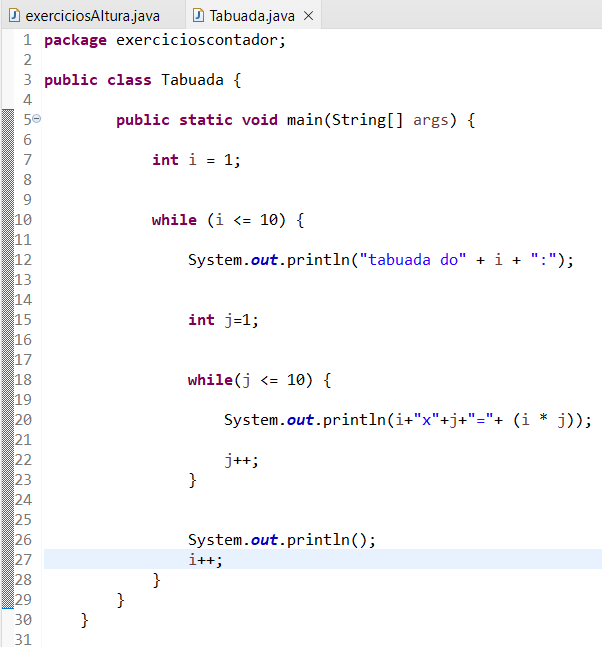 exerciciosAltura.java Tabuada.java
1 package exercicioscontador;
2
3 public class Tabuada {
4
5 public static void main(String[] args) {
6
7 int i = 1;
8
9
10 while (i <= 10) {
11
12 System.out.println("tabuada do" + i + ":");
13
14
15 int j=1;
16
17
18 while(j <= 10) {
19
20 System.out.println(i+"x"+j+"="+ (i * j));
21
22 j++;
23 }
24
25
26 System.out.println();
27 i++;
28 }
29 }
30 }
31